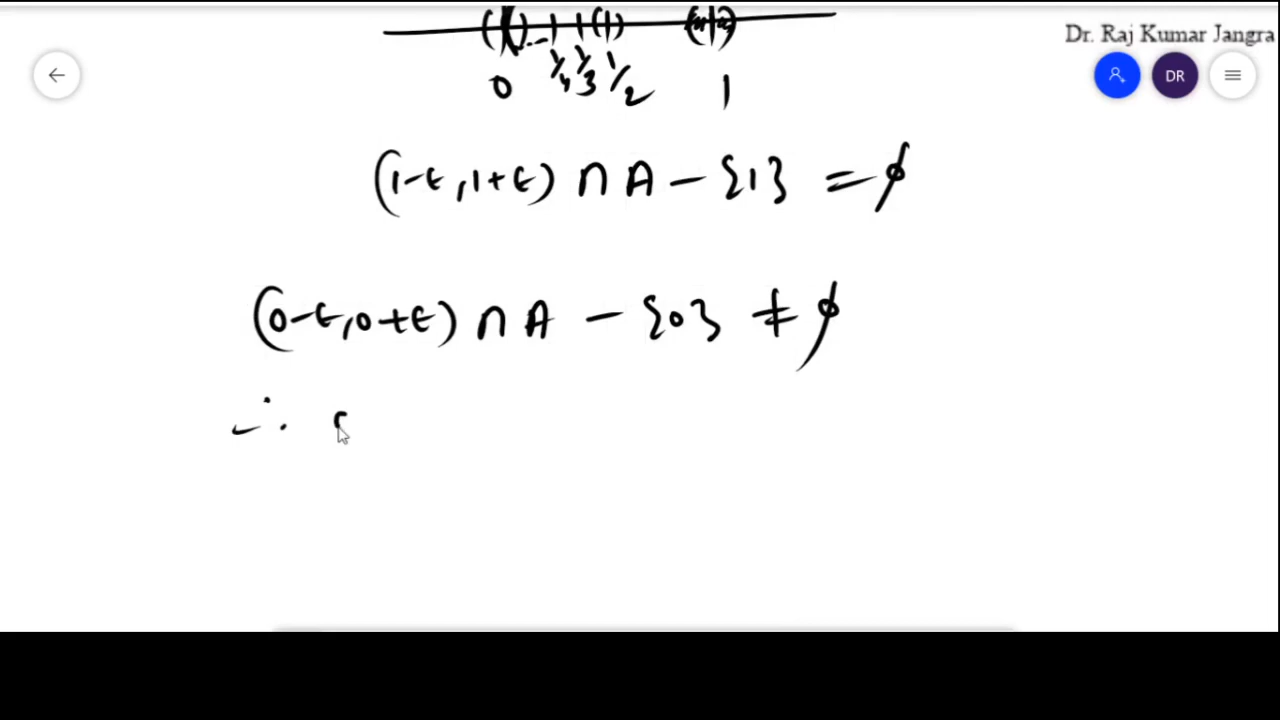 Dr. Raj Kumar Jangra
DR
0 1/4 1/3 1/2 1
(1-ε, 1+ε) ∩ A - {1} = ϕ
(0-ε, 0+ε) ∩ A - {0} ≠ ϕ
∴